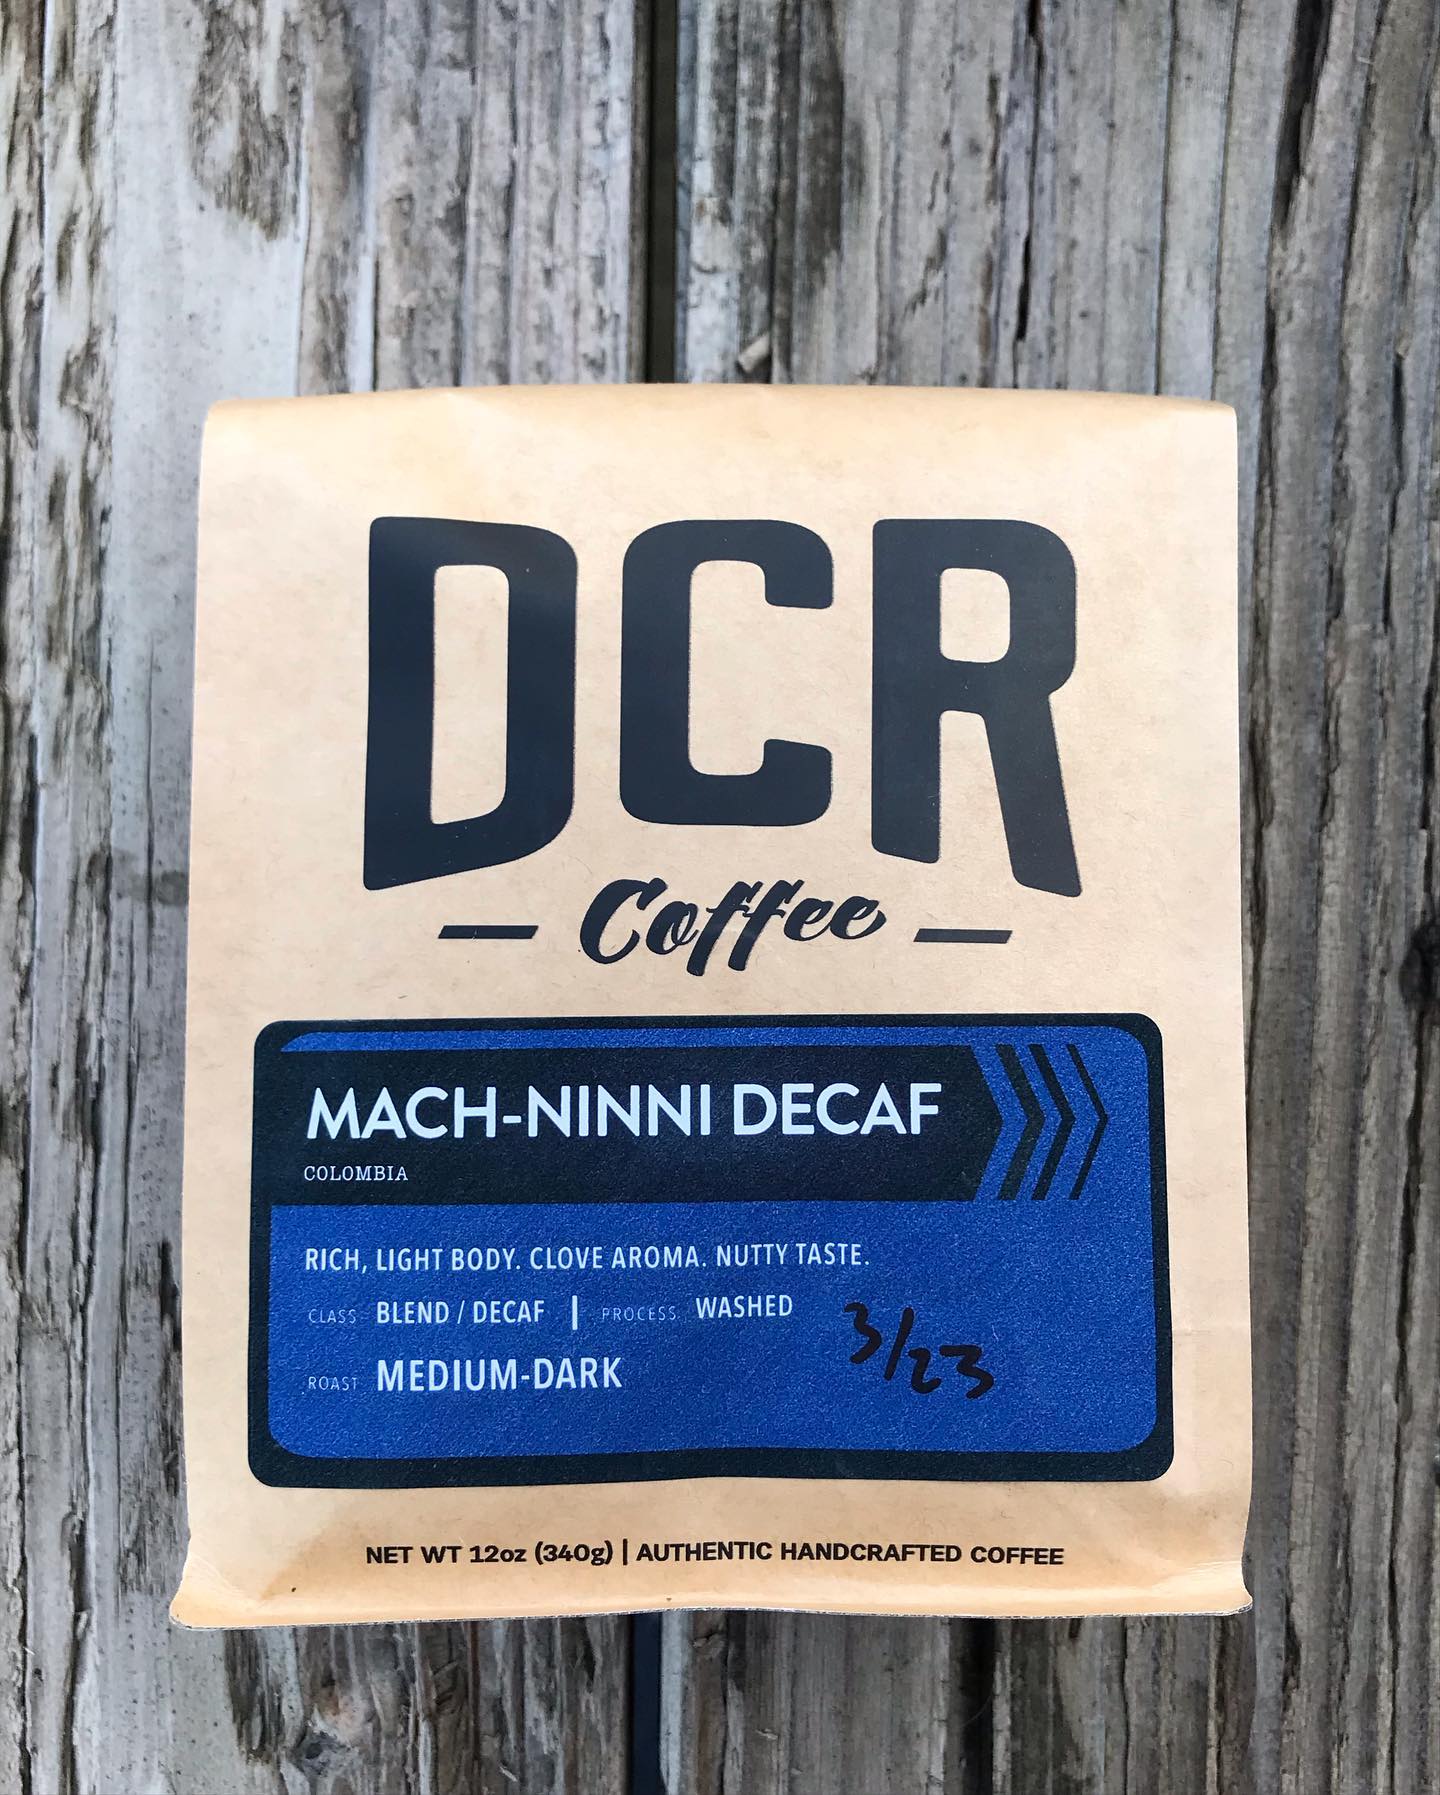 DCR
Coffee
MACH-NINNI DECAF
COLOMBIA
RICH, LIGHT BODY. CLOVE AROMA. NUTTY TASTE.
CLASS BLEND / DECAF | PROCESS WASHED
3/23
ROAST MEDIUM-DARK
NET WT 12oz (340g) | AUTHENTIC HANDCRAFTED COFFEE